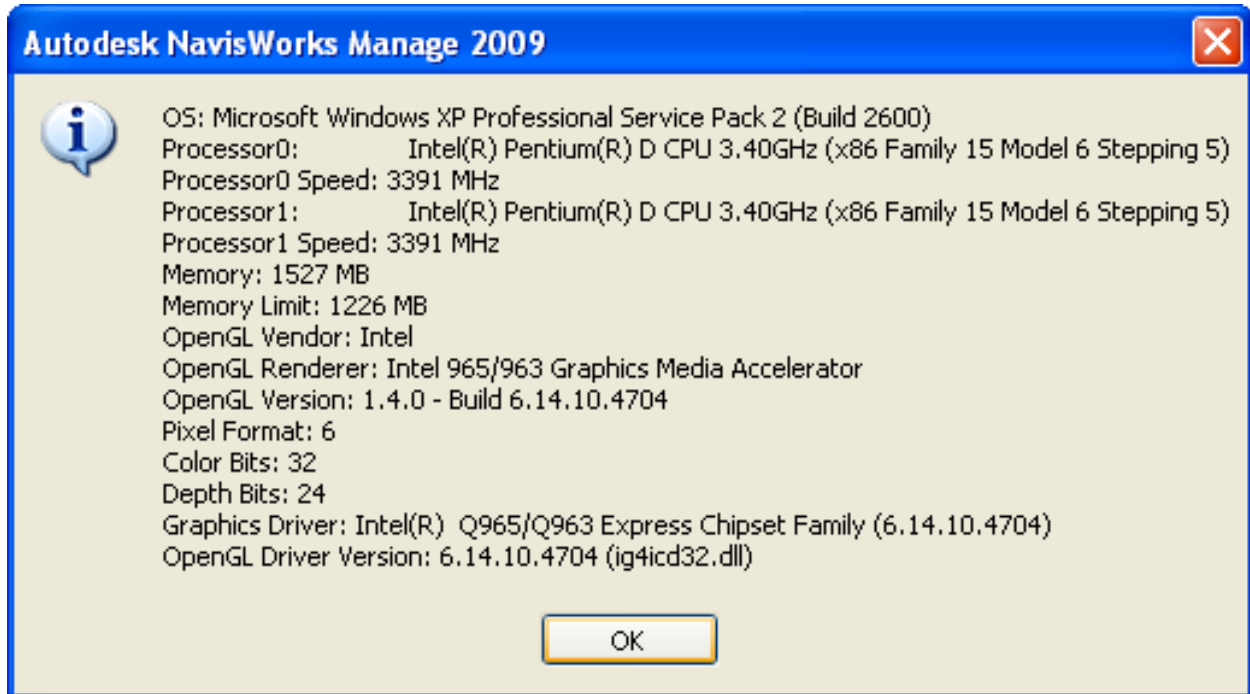 Autodesk NavisWorks Manage 2009
OS: Microsoft Windows XP Professional Service Pack 2 (Build 2600)
Processor0: Intel(R) Pentium(R) D CPU 3.40GHz (x86 Family 15 Model 6 Stepping 5)
Processor0 Speed: 3391 MHz
Processor1: Intel(R) Pentium(R) D CPU 3.40GHz (x86 Family 15 Model 6 Stepping 5)
Processor1 Speed: 3391 MHz
Memory: 1527 MB
Memory Limit: 1226 MB
OpenGL Vendor: Intel
OpenGL Renderer: Intel 965/963 Graphics Media Accelerator
OpenGL Version: 1.4.0 - Build 6.14.10.4704
Pixel Format: 6
Color Bits: 32
Depth Bits: 24
Graphics Driver: Intel(R)  Q965/Q963 Express Chipset Family (6.14.10.4704)
OpenGL Driver Version: 6.14.10.4704 (ig4icd32.dll)
OK